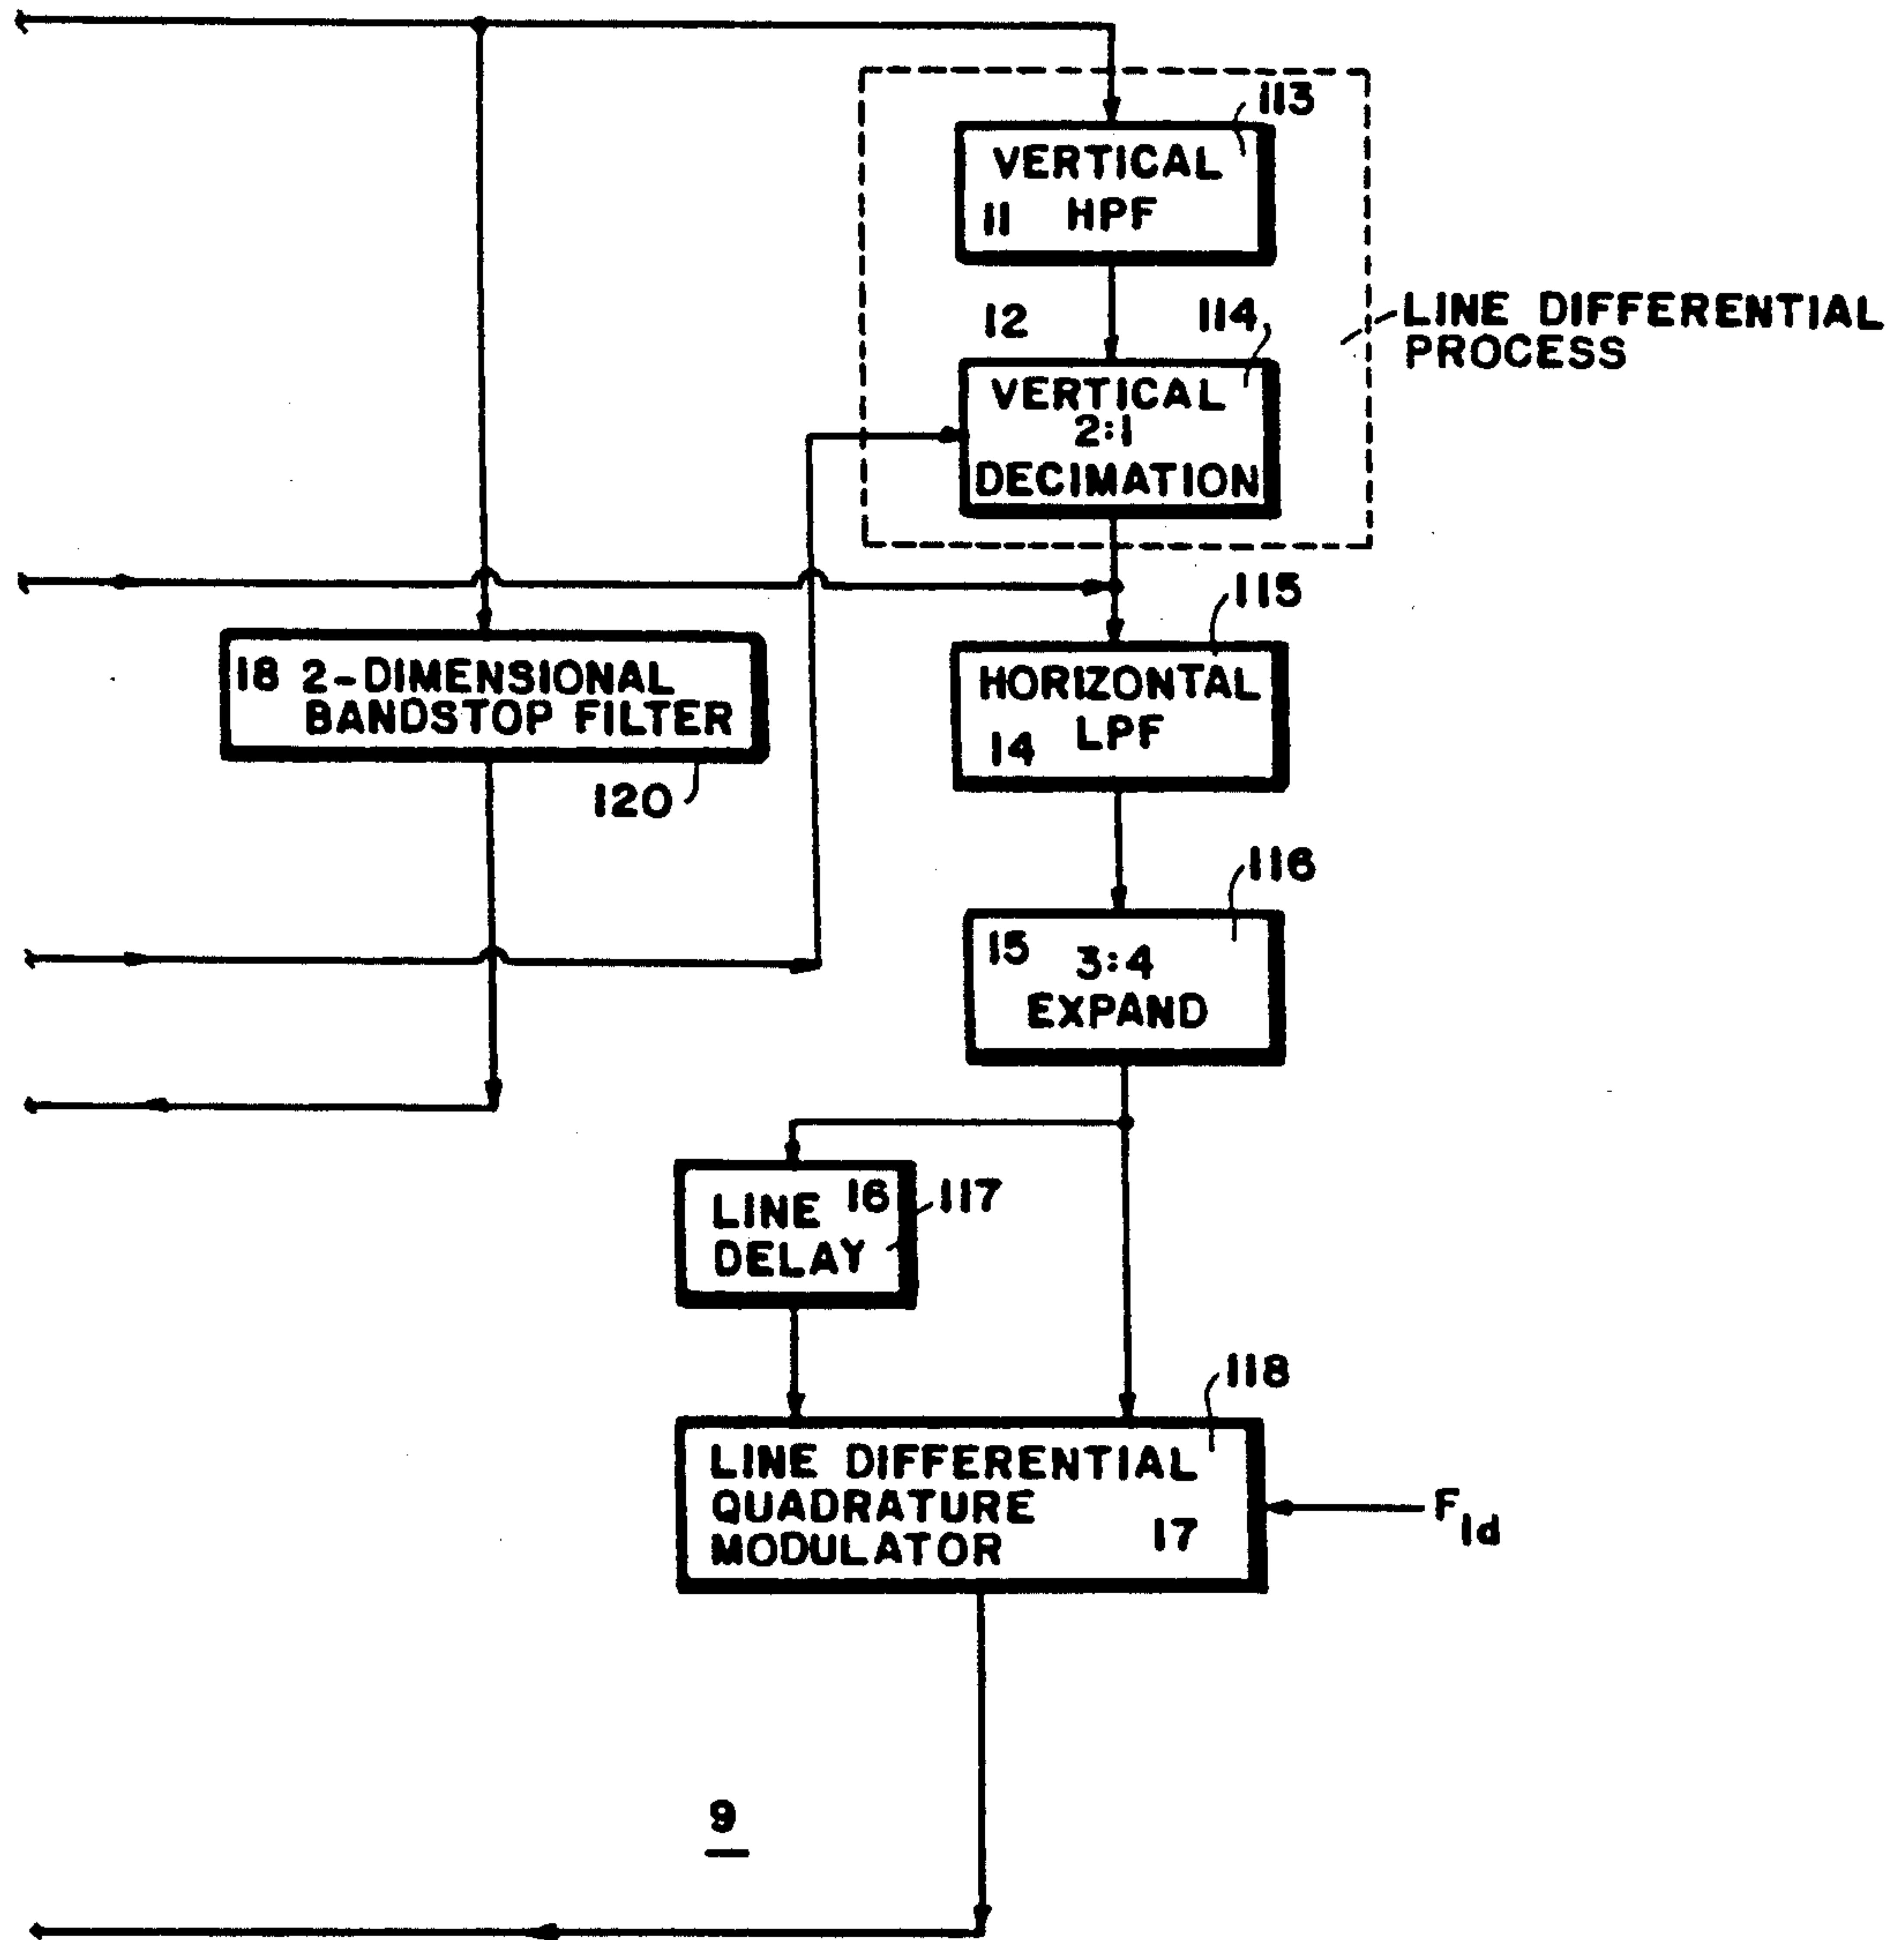 113
VERTICAL
11 HPF
12
114
LINE DIFFERENTIAL
PROCESS
VERTICAL
2:1
DECIMATION
115
18 2-DIMENSIONAL
BANDSTOP FILTER
120
HORIZONTAL
LPF
14
116
15 3:4
EXPAND
LINE 16
DELAY
117
118
LINE DIFFERENTIAL
QUADRATURE
MODULATOR 17
F1d
9